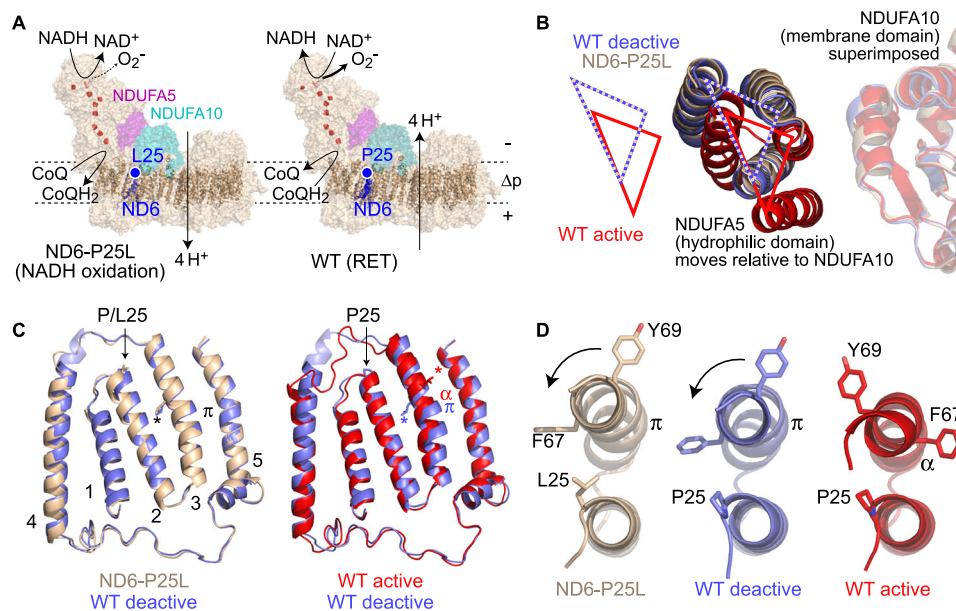 A
NADH NAD+
O2-
NDUFA5
NDUFA10
L25
CoQ
CoQH2
ND6
ND6-P25L
(NADH oxidation)
4 H+
NADH NAD+
O2-
4 H+
P25
CoQ
CoQH2
ND6
WT (RET)
-
Δp
+
B
WT deactive
ND6-P25L
WT active
NDUFA10
(membrane domain)
superimposed
NDUFA5
(hydrophilic domain)
moves relative to NDUFA10
C
P/L25
*
π
1
2
3
4
5
ND6-P25L
WT deactive
P25
*
α
π
*
WT active
WT deactive
D
Y69
π
F67
L25
ND6-P25L
π
P25
WT deactive
Y69
F67
α
P25
WT active